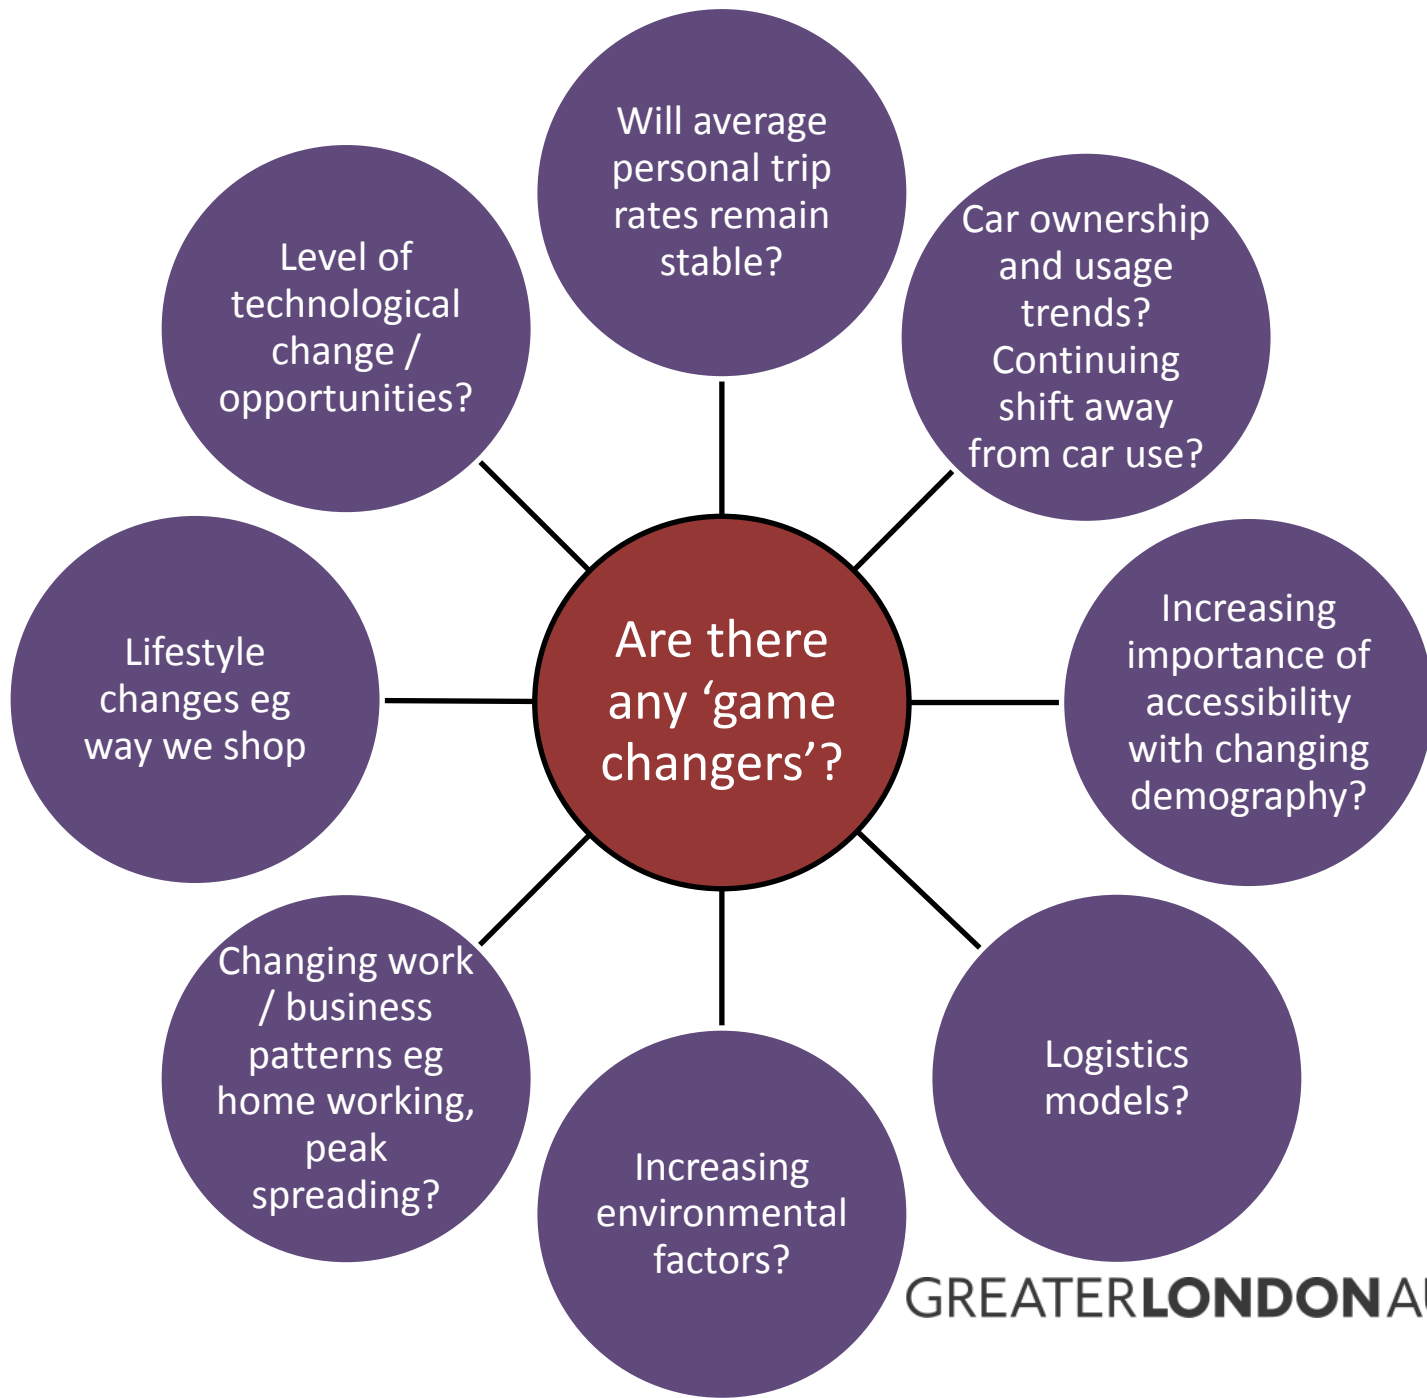 Will average
personal trip
rates remain
stable?
Car ownership
and usage
trends?
Continuing
shift away
from car use?
Increasing
importance of
accessibility
with changing
demography?
Logistics
models?
Increasing
environmental
factors?
Changing work
/ business
patterns eg
home working,
peak
spreading?
Lifestyle
changes eg
way we shop
Level of
technological
change /
opportunities?
Are there
any ‘game
changers’?
GREATERLONDONAU